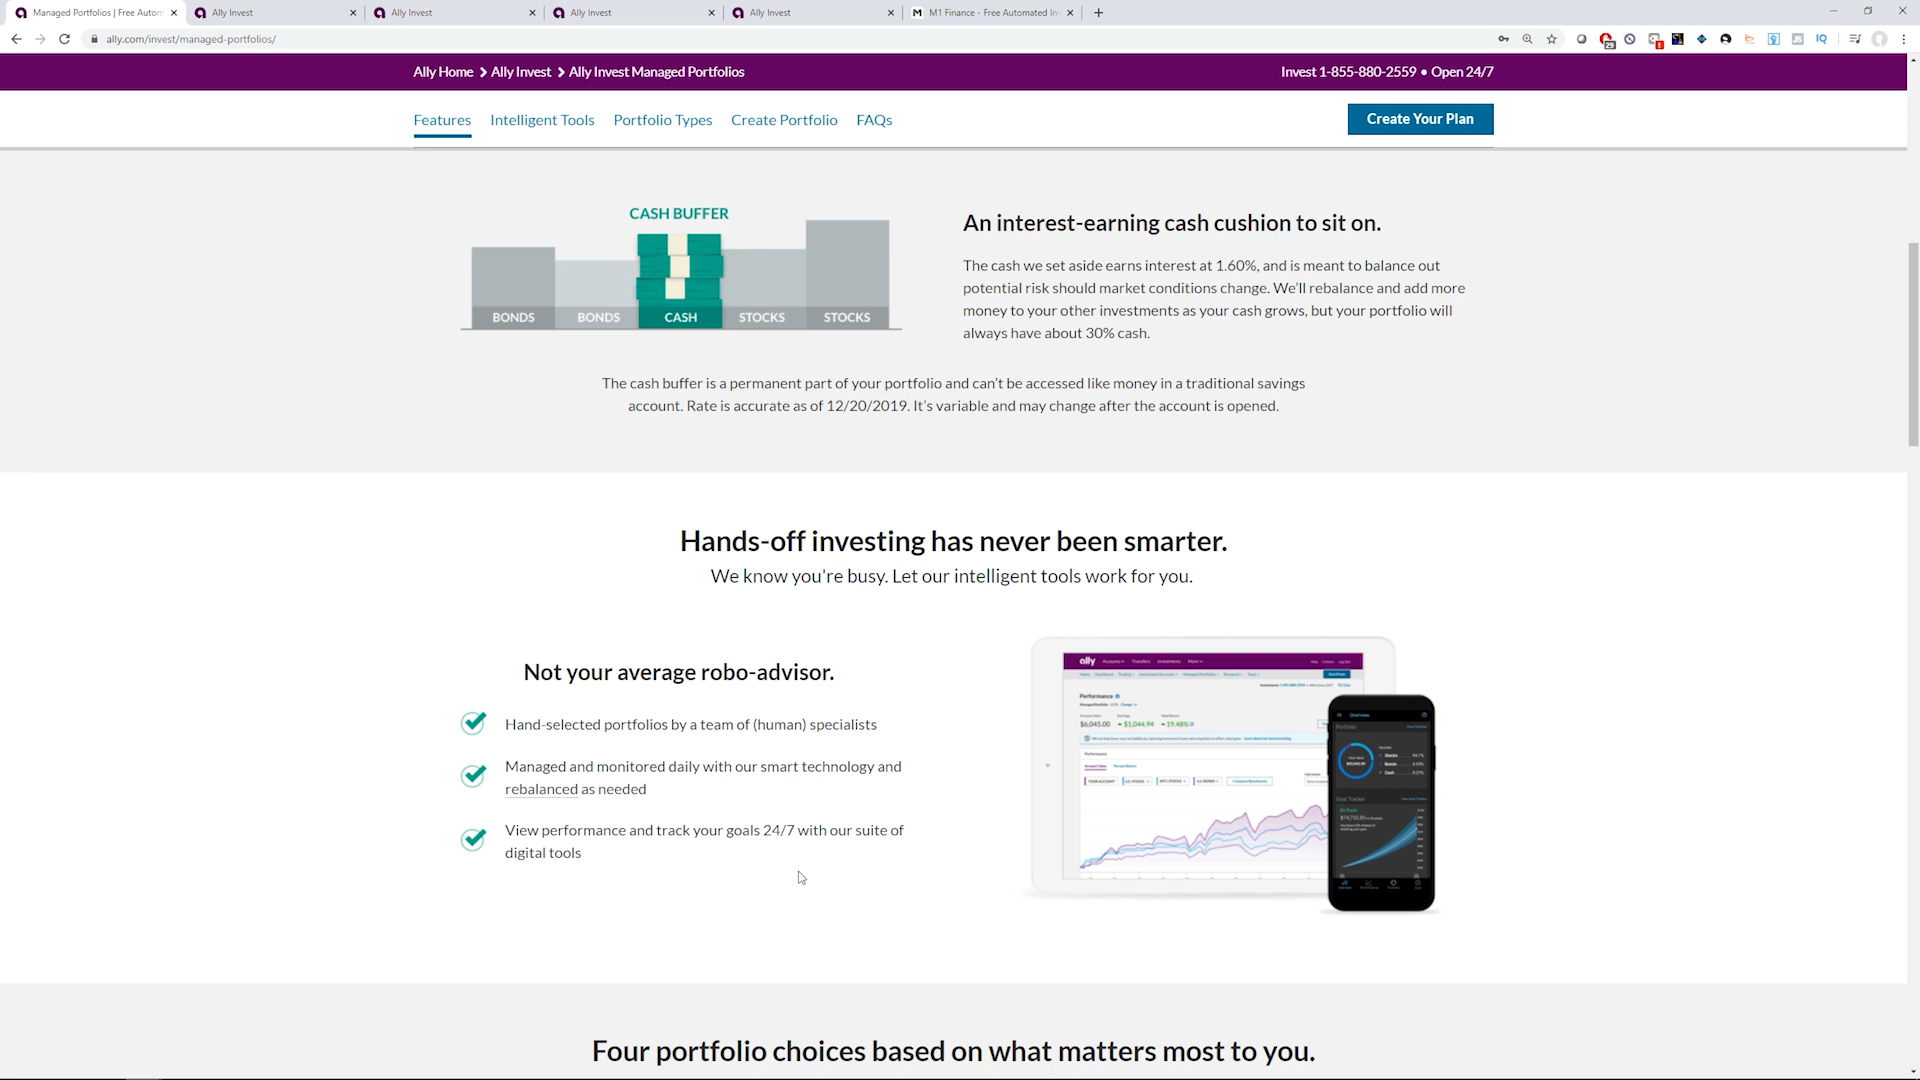 Managed Portfolios | Free Autom
Ally Invest
Ally Invest
Ally Invest
Ally Invest
M1 Finance - Free Automated In
ally.com/invest/managed-portfolios/
Ally Home > Ally Invest > Ally Invest Managed Portfolios
Invest 1-855-880-2559 • Open 24/7
Features
Intelligent Tools
Portfolio Types
Create Portfolio
FAQs
Create Your Plan
CASH BUFFER
BONDS
BONDS
CASH
STOCKS
STOCKS
An interest-earning cash cushion to sit on.
The cash we set aside earns interest at 1.60%, and is meant to balance out
potential risk should market conditions change. We'll rebalance and add more
money to your other investments as your cash grows, but your portfolio will
always have about 30% cash.
The cash buffer is a permanent part of your portfolio and can't be accessed like money in a traditional savings
account. Rate is accurate as of 12/20/2019. It's variable and may change after the account is opened.
Hands-off investing has never been smarter.
We know you're busy. Let our intelligent tools work for you.
Not your average robo-advisor.
Hand-selected portfolios by a team of (human) specialists
Managed and monitored daily with our smart technology and
rebalanced as needed
View performance and track your goals 24/7 with our suite of
digital tools
ally
Performance
$6,045.00
$1,044.94
19.48%
Four portfolio choices based on what matters most to you.